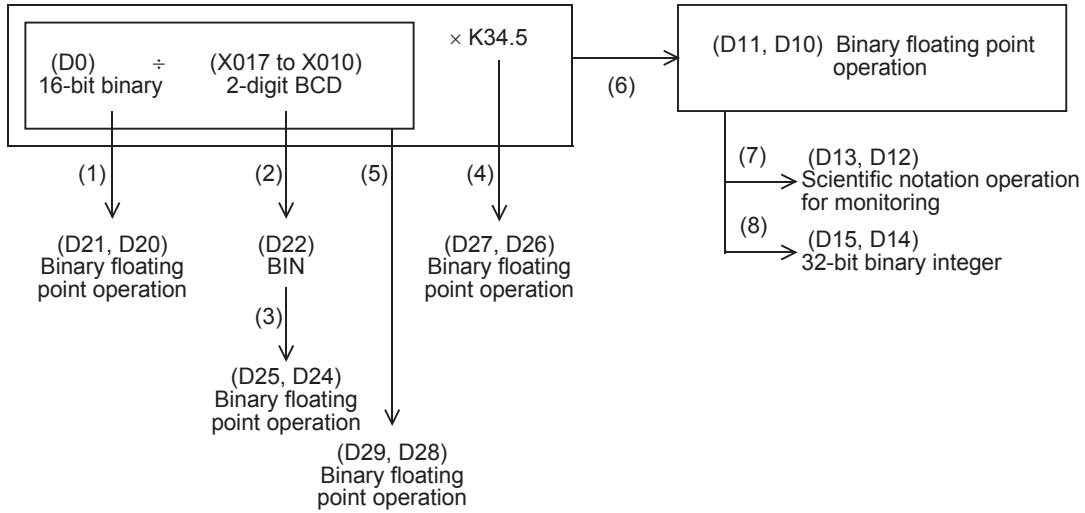 (D0) ÷ (X017 to X010) × K34.5
16-bit binary 2-digit BCD
(D11, D10) Binary floating point
operation
(6)
(1) (2) (5) (4)
(7) (D13, D12)
Scientific notation operation
for monitoring
(8) (D15, D14)
32-bit binary integer
(D21, D20)
Binary floating
point operation
(D22)
BIN
(D27, D26)
Binary floating
point operation
(3)
(D25, D24)
Binary floating
point operation
(D29, D28)
Binary floating
point operation